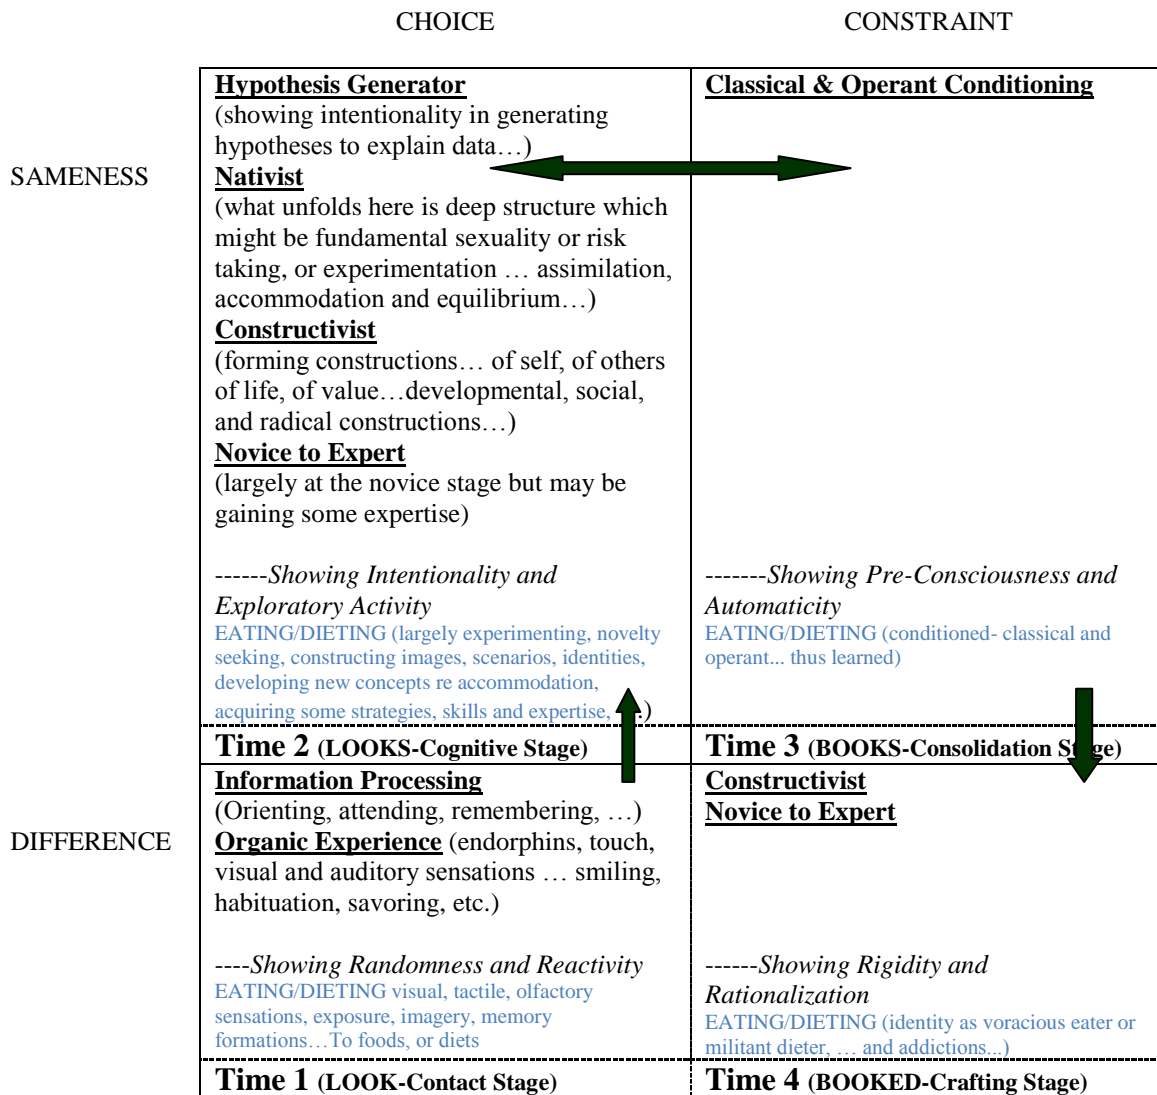 CHOICE
CONSTRAINT
SAMENESS
Hypothesis Generator
(showing intentionality in generating
hypotheses to explain data…)
Nativist
(what unfolds here is deep structure which
might be fundamental sexuality or risk
taking, or experimentation … assimilation,
accommodation and equilibrium…)
Constructivist
(forming constructions… of self, of others
of life, of value…developmental, social,
and radical constructions…)
Novice to Expert
(largely at the novice stage but may be
gaining some expertise)
------Showing Intentionality and
Exploratory Activity
EATING/DIETING (largely experimenting, novelty
seeking, constructing images, scenarios, identities,
developing new concepts re accommodation,
acquiring some strategies, skills and expertise, .)
Time 2 (LOOKS-Cognitive Stage)
Classical & Operant Conditioning
-------Showing Pre-Consciousness and
Automaticity
EATING/DIETING (conditioned- classical and
operant... thus learned)
Time 3 (BOOKS-Consolidation Stage)
DIFFERENCE
Information Processing
(Orienting, attending, remembering, …)
Organic Experience (endorphins, touch,
visual and auditory sensations … smiling,
habituation, savoring, etc.)
----Showing Randomness and Reactivity
EATING/DIETING visual, tactile, olfactory
sensations, exposure, imagery, memory
formations…To foods, or diets
Time 1 (LOOK-Contact Stage)
Constructivist
Novice to Expert
------Showing Rigidity and
Rationalization
EATING/DIETING (identity as voracious eater or
militant dieter, … and addictions...)
Time 4 (BOOKED-Crafting Stage)